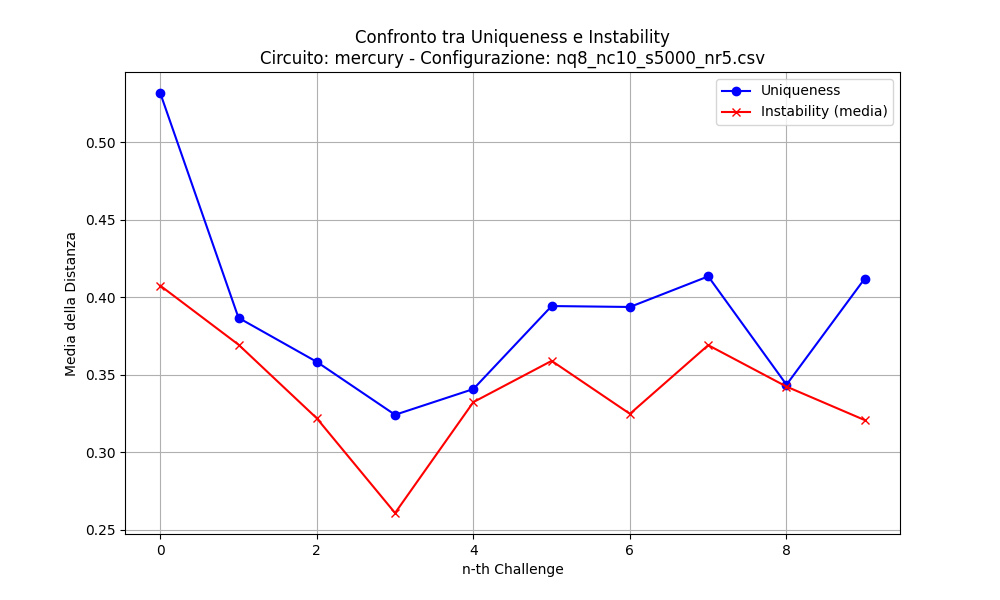 Confronto tra Uniqueness e Instability
Circuito: mercury - Configurazione: nq8_nc10_s5000_nr5.csv
Uniqueness
Instability (media)
Media della Distanza
0.50
0.45
0.40
0.35
0.30
0.25
0 2 4 6 8
n-th Challenge